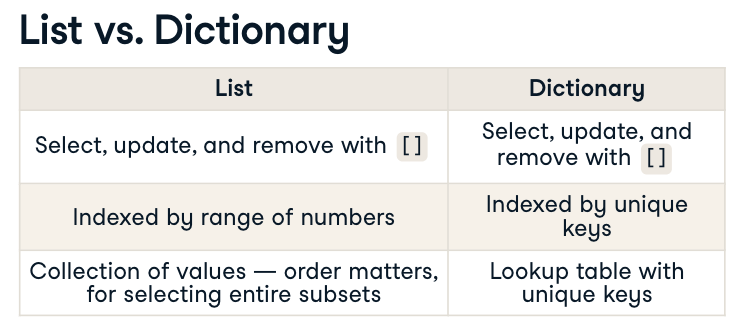 List vs. Dictionary
List
Dictionary
Select, update, and remove with []
Select, update, and
remove with []
Indexed by range of numbers
Indexed by unique
keys
Collection of values — order matters,
for selecting entire subsets
Lookup table with
unique keys